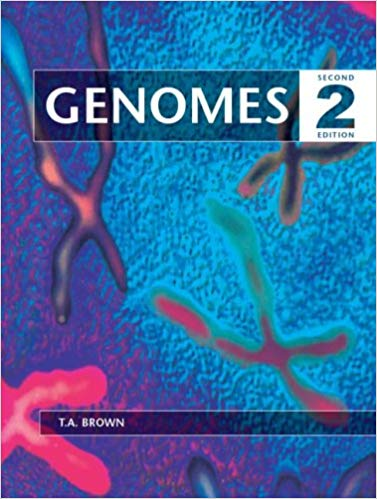 GENOMES
SECOND
2
EDITION
T.A. BROWN